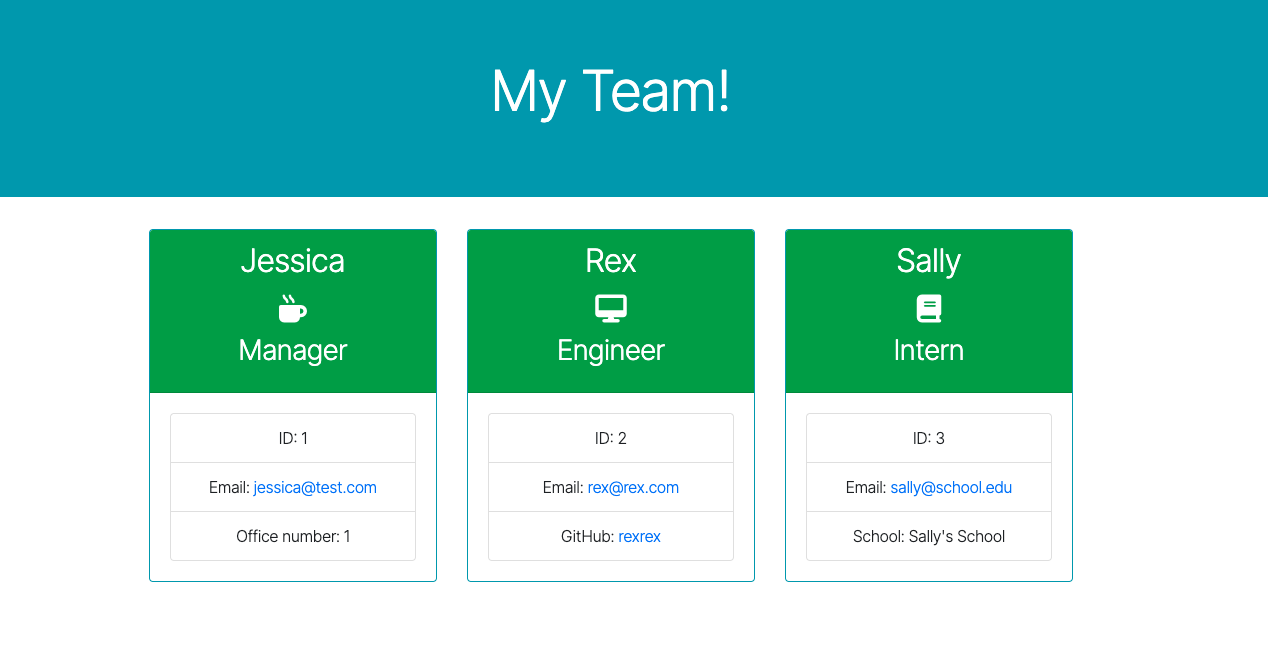 My Team!
Jessica
Manager
ID: 1
Email: jessica@test.com
Office number: 1
Rex
Engineer
ID: 2
Email: rex@rex.com
GitHub: rexrex
Sally
Intern
ID: 3
Email: sally@school.edu
School: Sally's School